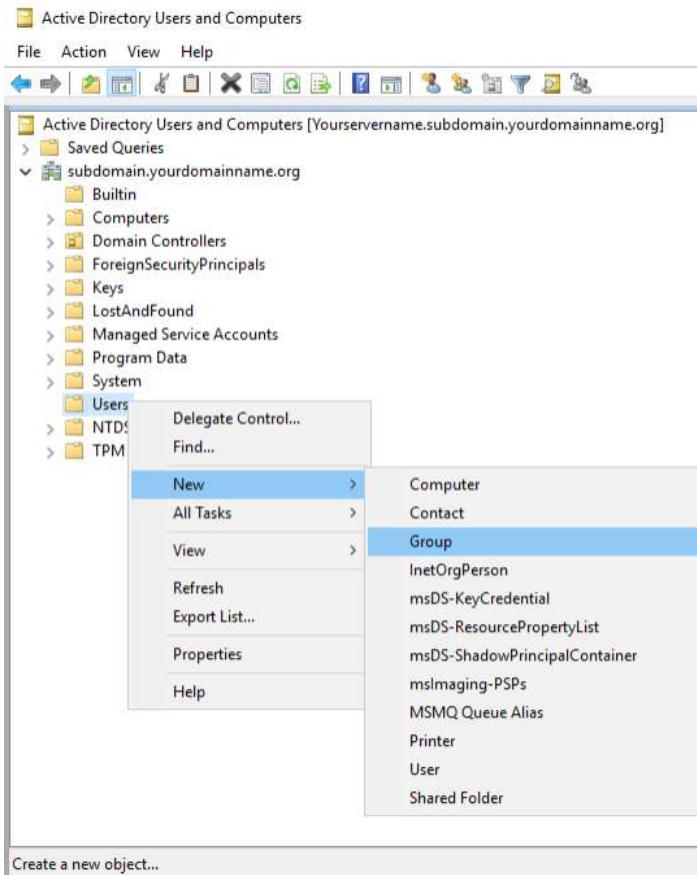 Active Directory Users and Computers
File Action View Help
Active Directory Users and Computers [Yourservername.subdomain.yourdomainname.org]
Saved Queries
subdomain.yourdomainname.org
Builtin
Computers
Domain Controllers
ForeignSecurityPrincipals
Keys
LostAndFound
Managed Service Accounts
Program Data
System
Users
NTDS
TPM
Delegate Control...
Find...
New
All Tasks
View
Refresh
Export List...
Properties
Help
Computer
Contact
Group
InetOrgPerson
msDS-KeyCredential
msDS-ResourcePropertyList
msDS-ShadowPrincipalContainer
msImaging-PSPs
MSMQ Queue Alias
Printer
User
Shared Folder
Create a new object...